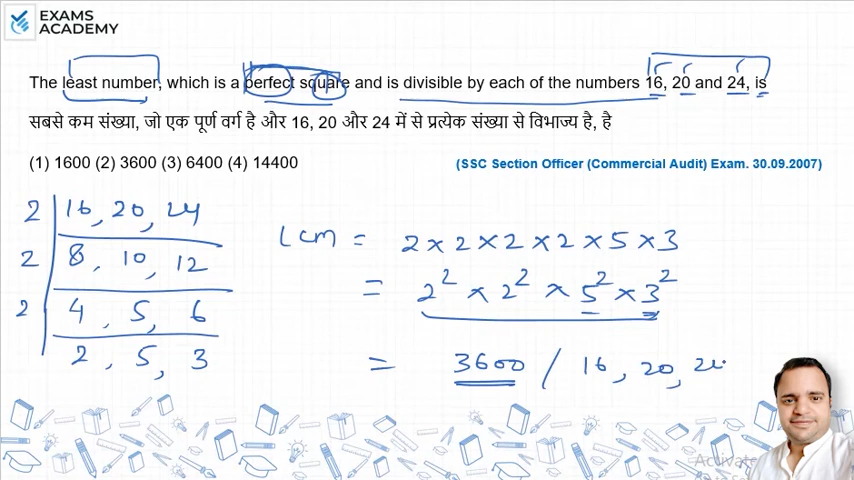 EXAMS
ACADEMY
The least number, which is a perfect square and is divisible by each of the numbers 16, 20 and 24, is
सबसे कम संख्या, जो एक पूर्ण वर्ग है और 16, 20 और 24 में से प्रत्येक संख्या से विभाज्य है, है
(1) 1600 (2) 3600 (3) 6400 (4) 14400
(SSC Section Officer (Commercial Audit) Exam. 30.09.2007)
2 | 16, 20, 24
2 | 8, 10, 12
2 | 4, 5, 6
2, 5, 3
LCM = 2 × 2 × 2 × 2 × 5 × 3
= 2² × 2² × 5² × 3²
= 3600 / 16, 20, 24